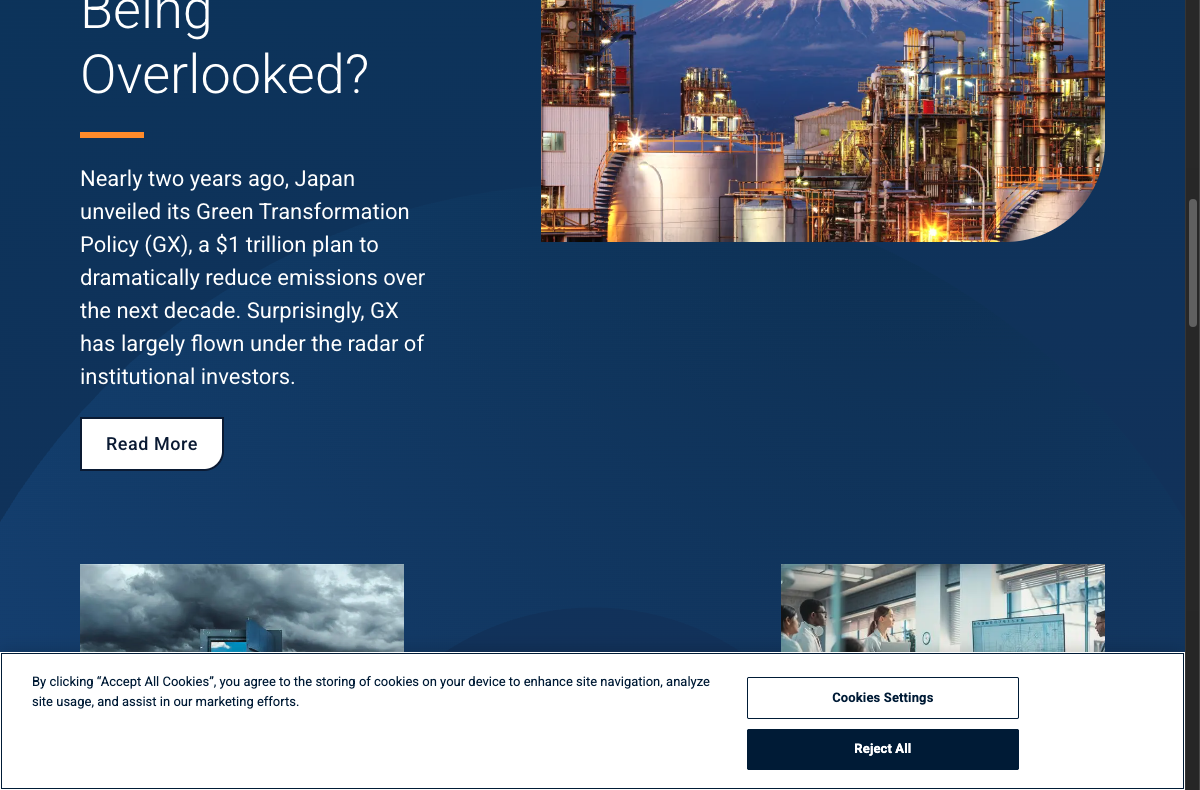 Being
Overlooked?
Nearly two years ago, Japan
unveiled its Green Transformation
Policy (GX), a $1 trillion plan to
dramatically reduce emissions over
the next decade. Surprisingly, GX
has largely flown under the radar of
institutional investors.
Read More
By clicking “Accept All Cookies”, you agree to the storing of cookies on your device to enhance site navigation, analyze
site usage, and assist in our marketing efforts.
Cookies Settings
Reject All